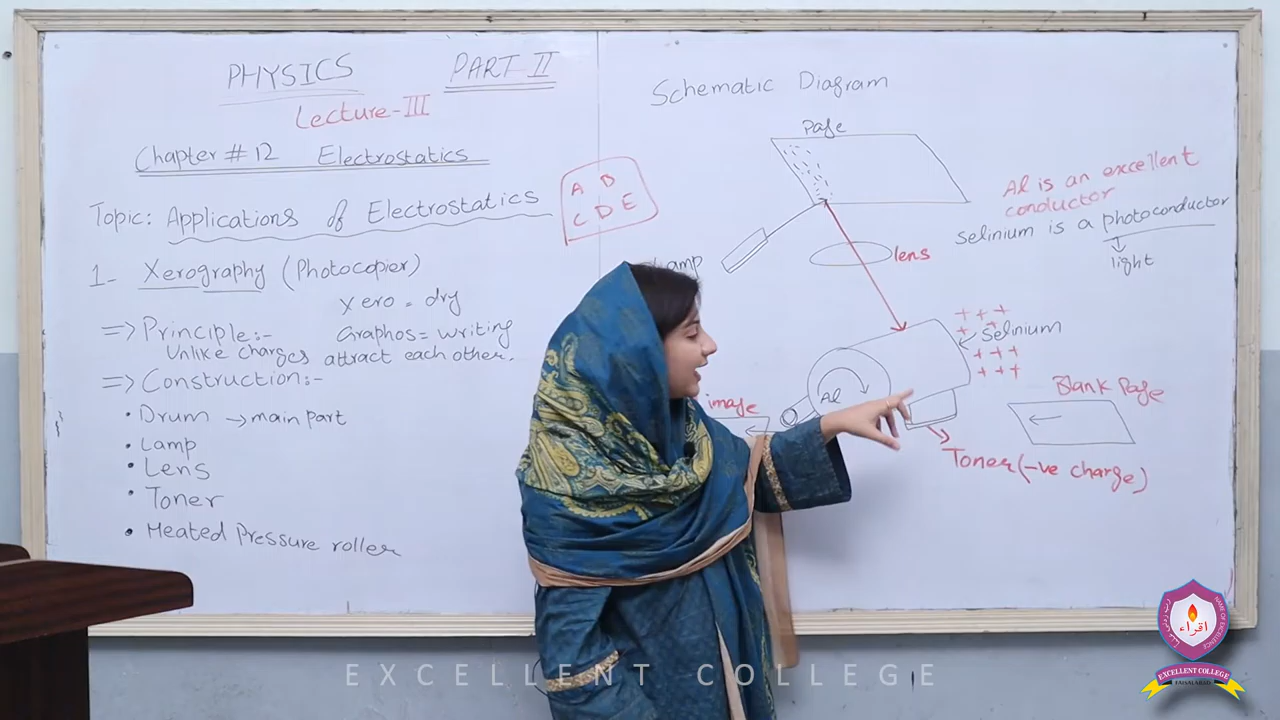 PHYSICS PART II
Lecture-III
Chapter # 12 Electrostatics
Topic: Applications of Electrostatics
1- Xerography (Photocopier)
Xero = dry
Graphos = writing
=> Principle:-
Unlike charges attract each other.
=> Construction:-
• Drum → main part
• Lamp
• Lens
• Toner
• Heated Pressure roller
A B
C D E
Schematic Diagram
Page
Al is an excellent
conductor
Selinium is a photoconductor
light
lens
Lamp
+ + +
+
Selinium
+ + +
+ + +
Al
image
Blank Page
Toner (-ve charge)
EXCELLENT COLLEGE
اقراء
EXCELLENT COLLEGE
FAISALABAD